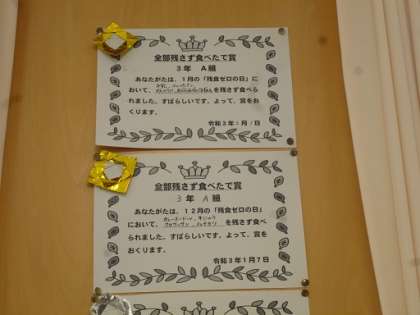 全部残さず食べたで賞
3年 A組
あなたがたは、1月の「残食ゼロの日」に
において、
を残さず食べら
れました。すばらしいです。よって、賞をお
くります。
令和3年1月 日
全部残さず食べたで賞
3年 A組
あなたがたは、12月の「残食ゼロの日」
において、
を残さず食べ
られました。すばらしいです。よって、賞を
おくります。
令和3年1月7日